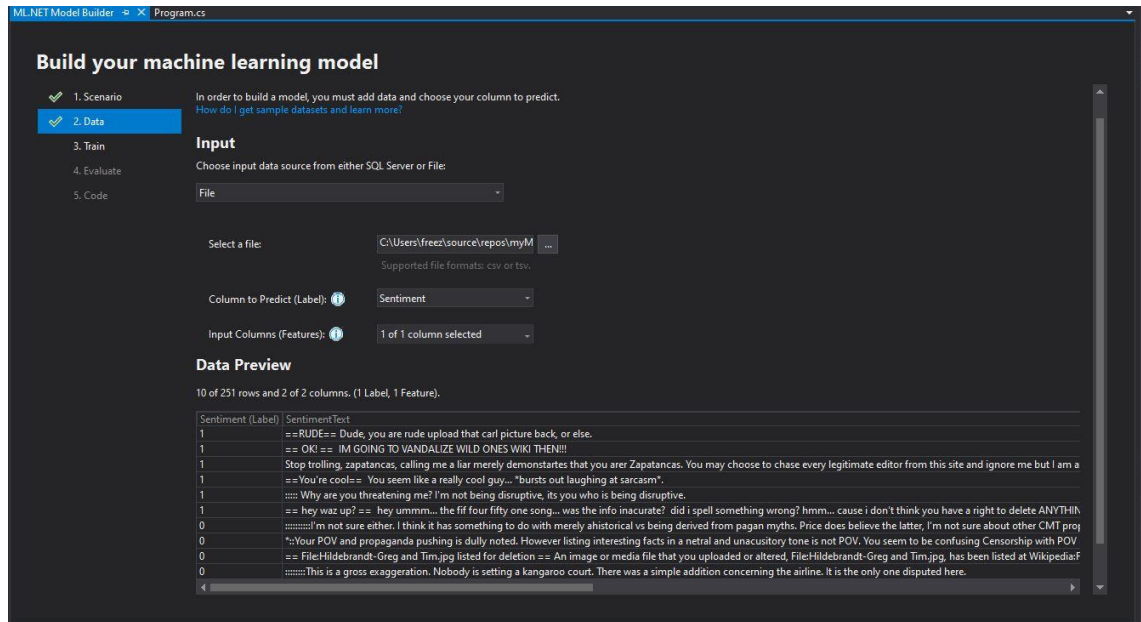 ML.NET Model Builder Program.cs
Build your machine learning model
1. Scenario
2. Data
3. Train
4. Evaluate
5. Code
In order to build a model, you must add data and choose your column to predict.
How do I get sample datasets and learn more?
Input
Choose input data source from either SQL Server or File:
File
Select a file: C:\Users\freez\source\repos\myM ...
Supported file formats: csv or tsv.
Column to Predict (Label): Sentiment
Input Columns (Features): 1 of 1 column selected
Data Preview
10 of 251 rows and 2 of 2 columns. (1 Label, 1 Feature).
Sentiment (Label) SentimentText
1 ==RUDE== Dude, you are rude upload that carl picture back, or else.
1 == OK! == IM GOING TO VANDALIZE WILD ONES WIKI THEN!!!
1 Stop trolling, zapatancas, calling me a liar merely demonstartes that you arer Zapatancas. You may choose to chase every legitimate editor from this site and ignore me but I am a
1 ==You're cool== You seem like a really cool guy... *bursts out laughing at sarcasm*.
1 ::::: Why are you threatening me? I'm not being disruptive, its you who is being disruptive.
1 == hey waz up? == hey ummm... the fif four fifty one song... was the info inacurate? did i spell something wrong? hmm... cause i don't think you have a right to delete ANYTHIN
0 ::::::::::I'm not sure either. I think it has something to do with merely ahistorical vs being derived from pagan myths. Price does believe the latter, I'm not sure about other CMT prop
0 *::Your POV and propaganda pushing is dully noted. However listing interesting facts in a netral and unacusitory tone is not POV. You seem to be confusing Censorship with POV
0 == File:Hildebrandt-Greg and Tim.jpg listed for deletion == An image or media file that you uploaded or altered, File:Hildebrandt-Greg and Tim.jpg, has been listed at Wikipedia:F
0 ::::::::This is a gross exaggeration. Nobody is setting a kangaroo court. There was a simple addition concerning the airline. It is the only one disputed here.